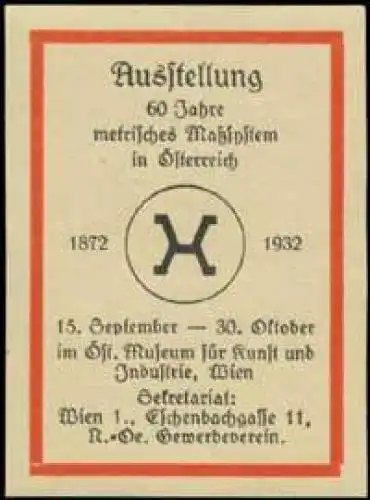 Ausstellung
60 Jahre
metrisches Maßsystem
in Österreich
1872 1932
15. September — 30. Oktober
im Öst. Museum für Kunst und
Industrie, Wien
Sekretariat:
Wien 1., Eschenbachgasse 11,
N.-Oe. Gewerbeverein.